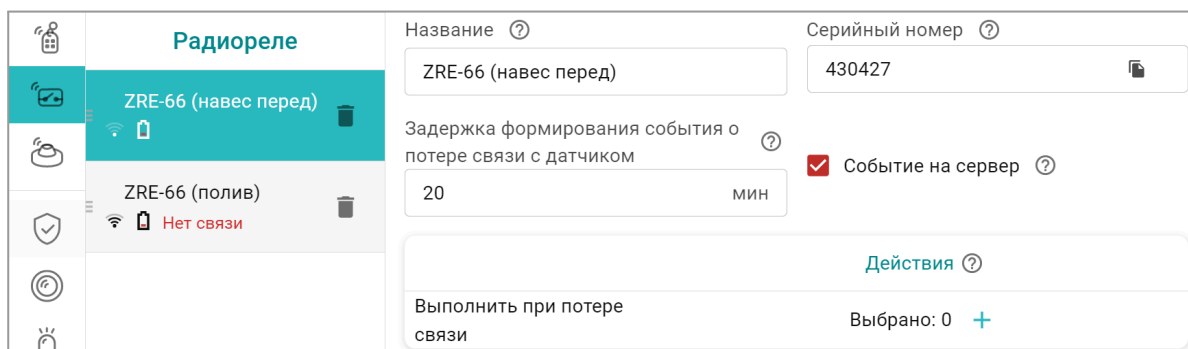 Радиореле
ZRE-66 (навес перед)
ZRE-66 (полив)
Нет связи
Название
ZRE-66 (навес перед)
Серийный номер
430427
Задержка формирования события о
потере связи с датчиком
20 мин
Событие на сервер
Действия
Выполнить при потере
связи
Выбрано: 0